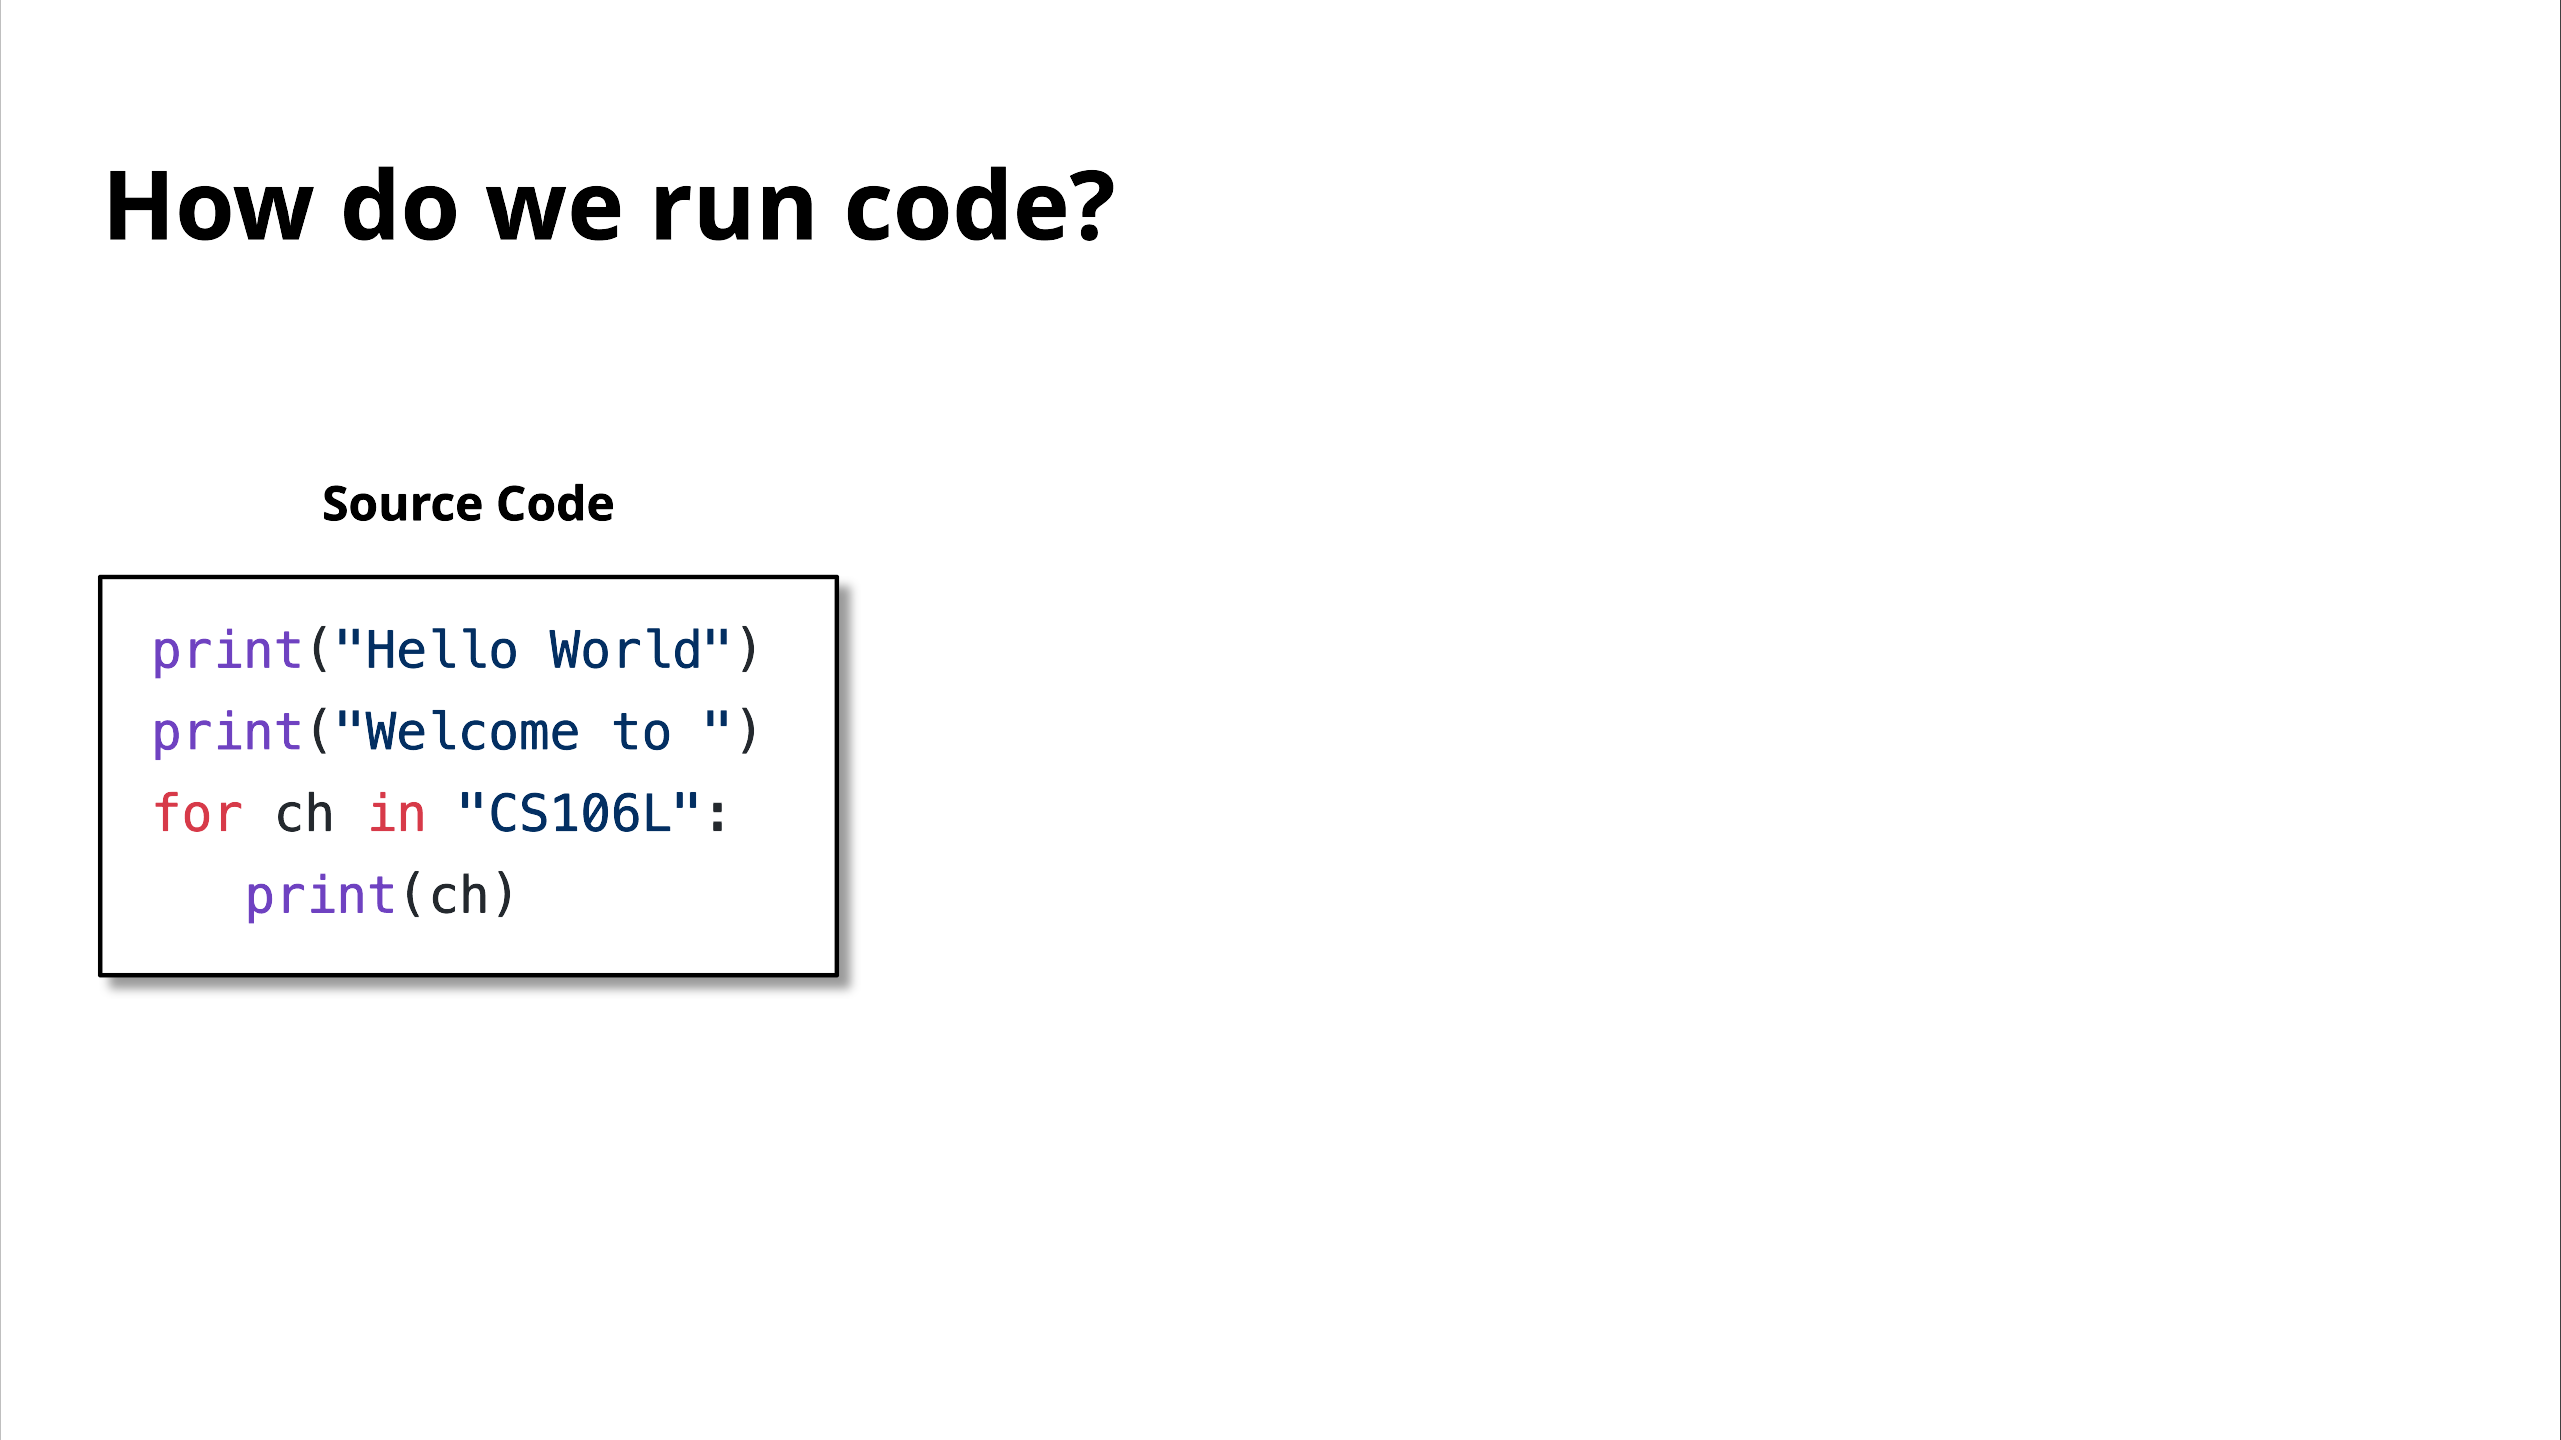 How do we run code?
Source Code
print("Hello World")
print("Welcome to ")
for ch in "CS106L":
   print(ch)